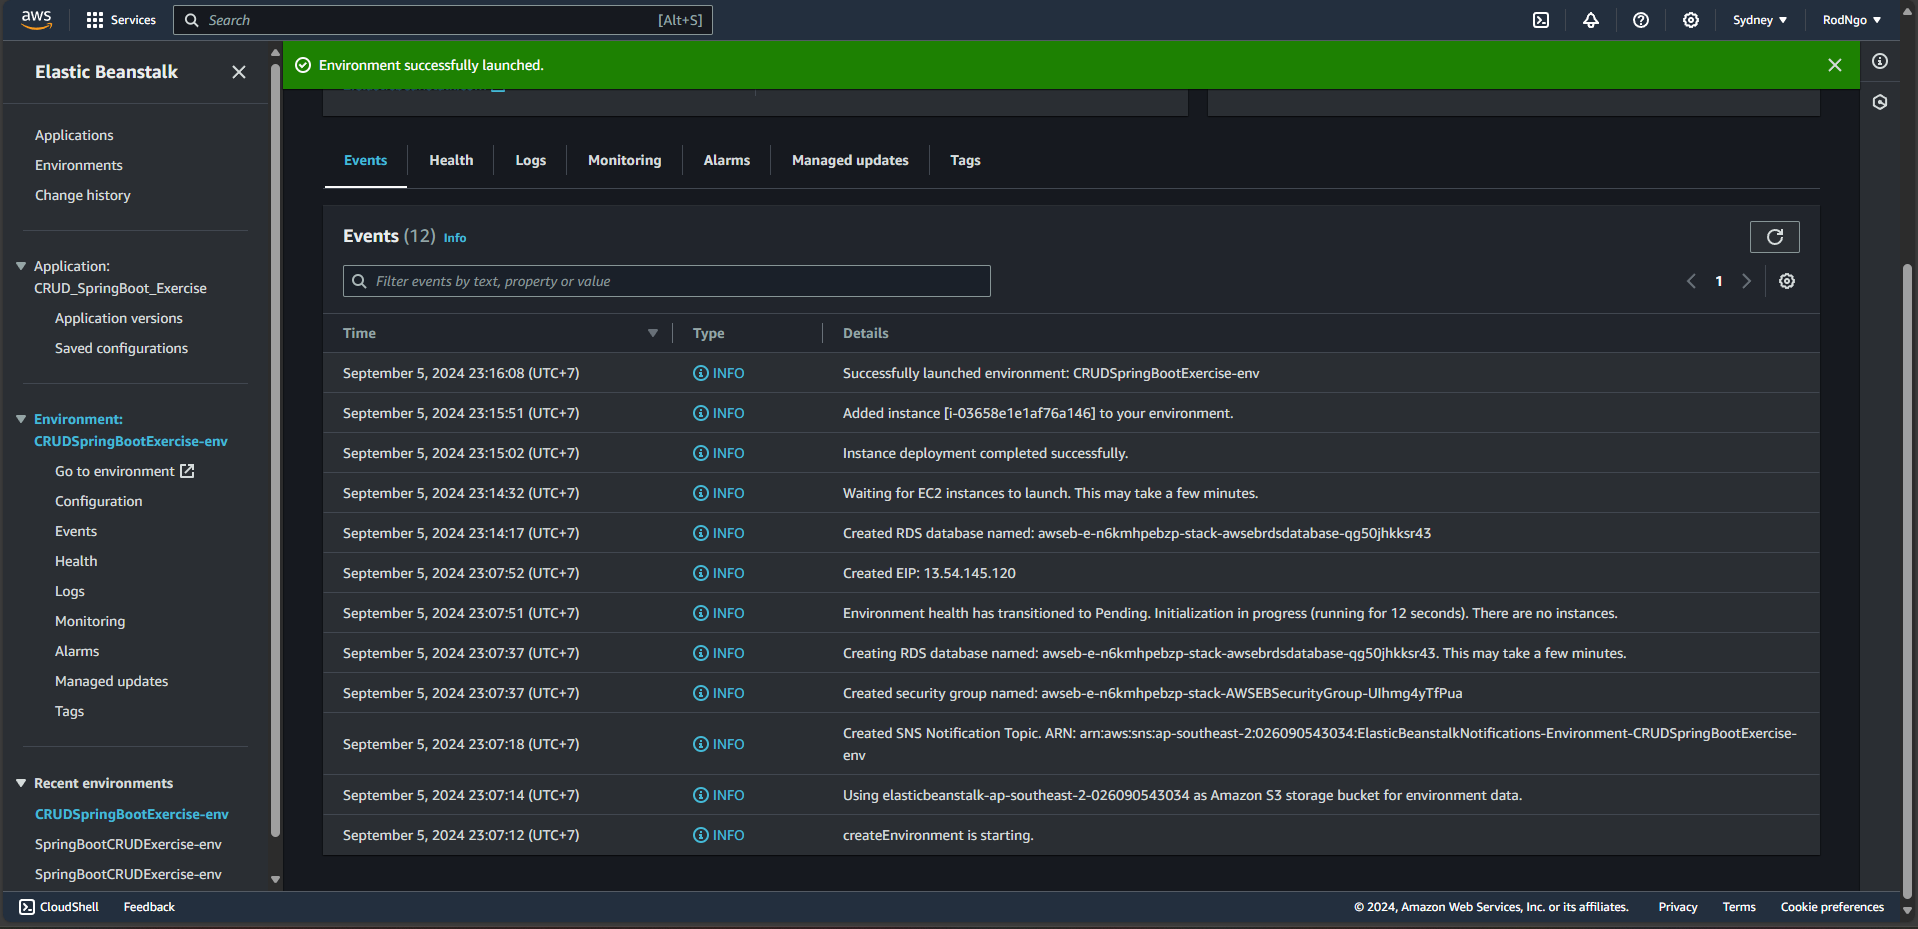 aws
Services
Search
[Alt+S]
Sydney ▼
RodNgo ▼
Elastic Beanstalk
Environment successfully launched.
Applications
Environments
Change history
Application:
CRUD_SpringBoot_Exercise
Application versions
Saved configurations
Environment:
CRUDSpringBootExercise-env
Go to environment
Configuration
Events
Health
Logs
Monitoring
Alarms
Managed updates
Tags
Recent environments
CRUDSpringBootExercise-env
SpringBootCRUDExercise-env
SpringBootCRUDExercise-env
Events
Health
Logs
Monitoring
Alarms
Managed updates
Tags
Events (12) Info
Filter events by text, property or value
1
Time Type Details
September 5, 2024 23:16:08 (UTC+7) INFO Successfully launched environment: CRUDSpringBootExercise-env
September 5, 2024 23:15:51 (UTC+7) INFO Added instance [i-03658e1e1af76a146] to your environment.
September 5, 2024 23:15:02 (UTC+7) INFO Instance deployment completed successfully.
September 5, 2024 23:14:32 (UTC+7) INFO Waiting for EC2 instances to launch. This may take a few minutes.
September 5, 2024 23:14:17 (UTC+7) INFO Created RDS database named: awseb-e-n6kmhpebzp-stack-awsebrdsdatabase-qg50jhkksr43
September 5, 2024 23:07:52 (UTC+7) INFO Created EIP: 13.54.145.120
September 5, 2024 23:07:51 (UTC+7) INFO Environment health has transitioned to Pending. Initialization in progress (running for 12 seconds). There are no instances.
September 5, 2024 23:07:37 (UTC+7) INFO Creating RDS database named: awseb-e-n6kmhpebzp-stack-awsebrdsdatabase-qg50jhkksr43. This may take a few minutes.
September 5, 2024 23:07:37 (UTC+7) INFO Created security group named: awseb-e-n6kmhpebzp-stack-AWSEBSecurityGroup-UIhmg4yTfPua
September 5, 2024 23:07:18 (UTC+7) INFO Created SNS Notification Topic. ARN: arn:aws:sns:ap-southeast-2:026090543034:ElasticBeanstalkNotifications-Environment-CRUDSpringBootExercise-
env
September 5, 2024 23:07:14 (UTC+7) INFO Using elasticbeanstalk-ap-southeast-2-026090543034 as Amazon S3 storage bucket for environment data.
September 5, 2024 23:07:12 (UTC+7) INFO createEnvironment is starting.
CloudShell
Feedback
© 2024, Amazon Web Services, Inc. or its affiliates.
Privacy
Terms
Cookie preferences